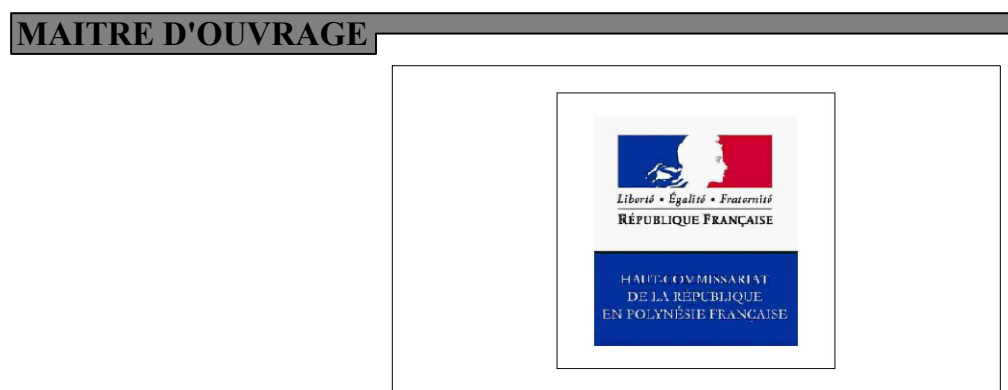 MAITRE D'OUVRAGE
Liberté • Égalité • Fraternité
RÉPUBLIQUE FRANÇAISE
HAUT-COMMISSARIAT
DE LA RÉPUBLIQUE
EN POLYNÉSIE FRANÇAISE